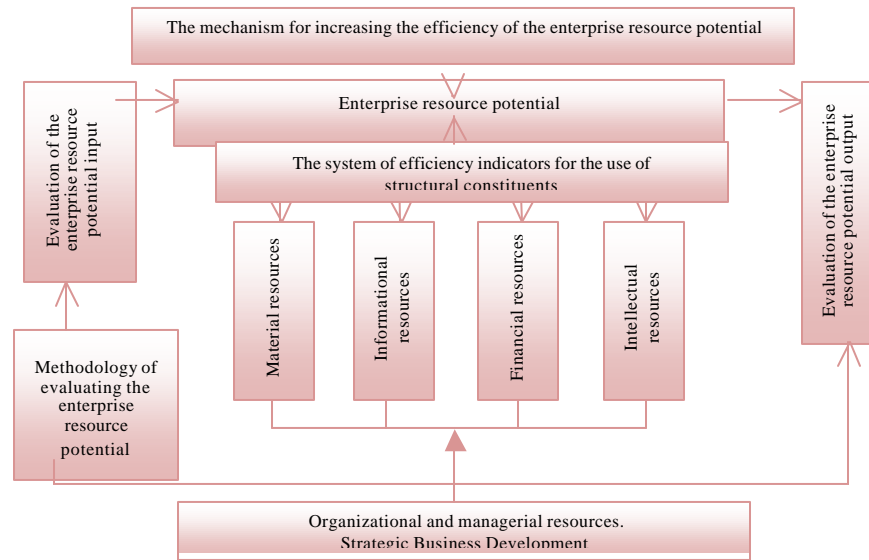 The mechanism for increasing the efficiency of the enterprise resource potential
Enterprise resource potential
Evaluation of the
enterprise resource
potential input
The system of efficiency indicators for the use of
structural constituents
Evaluation of the enterprise
resource potential output
Material resources
Informational
resources
Financial resources
Intellectual
resources
Methodology of
evaluating the
enterprise
resource
potential
Organizational and managerial resources.
Strategic Business Development